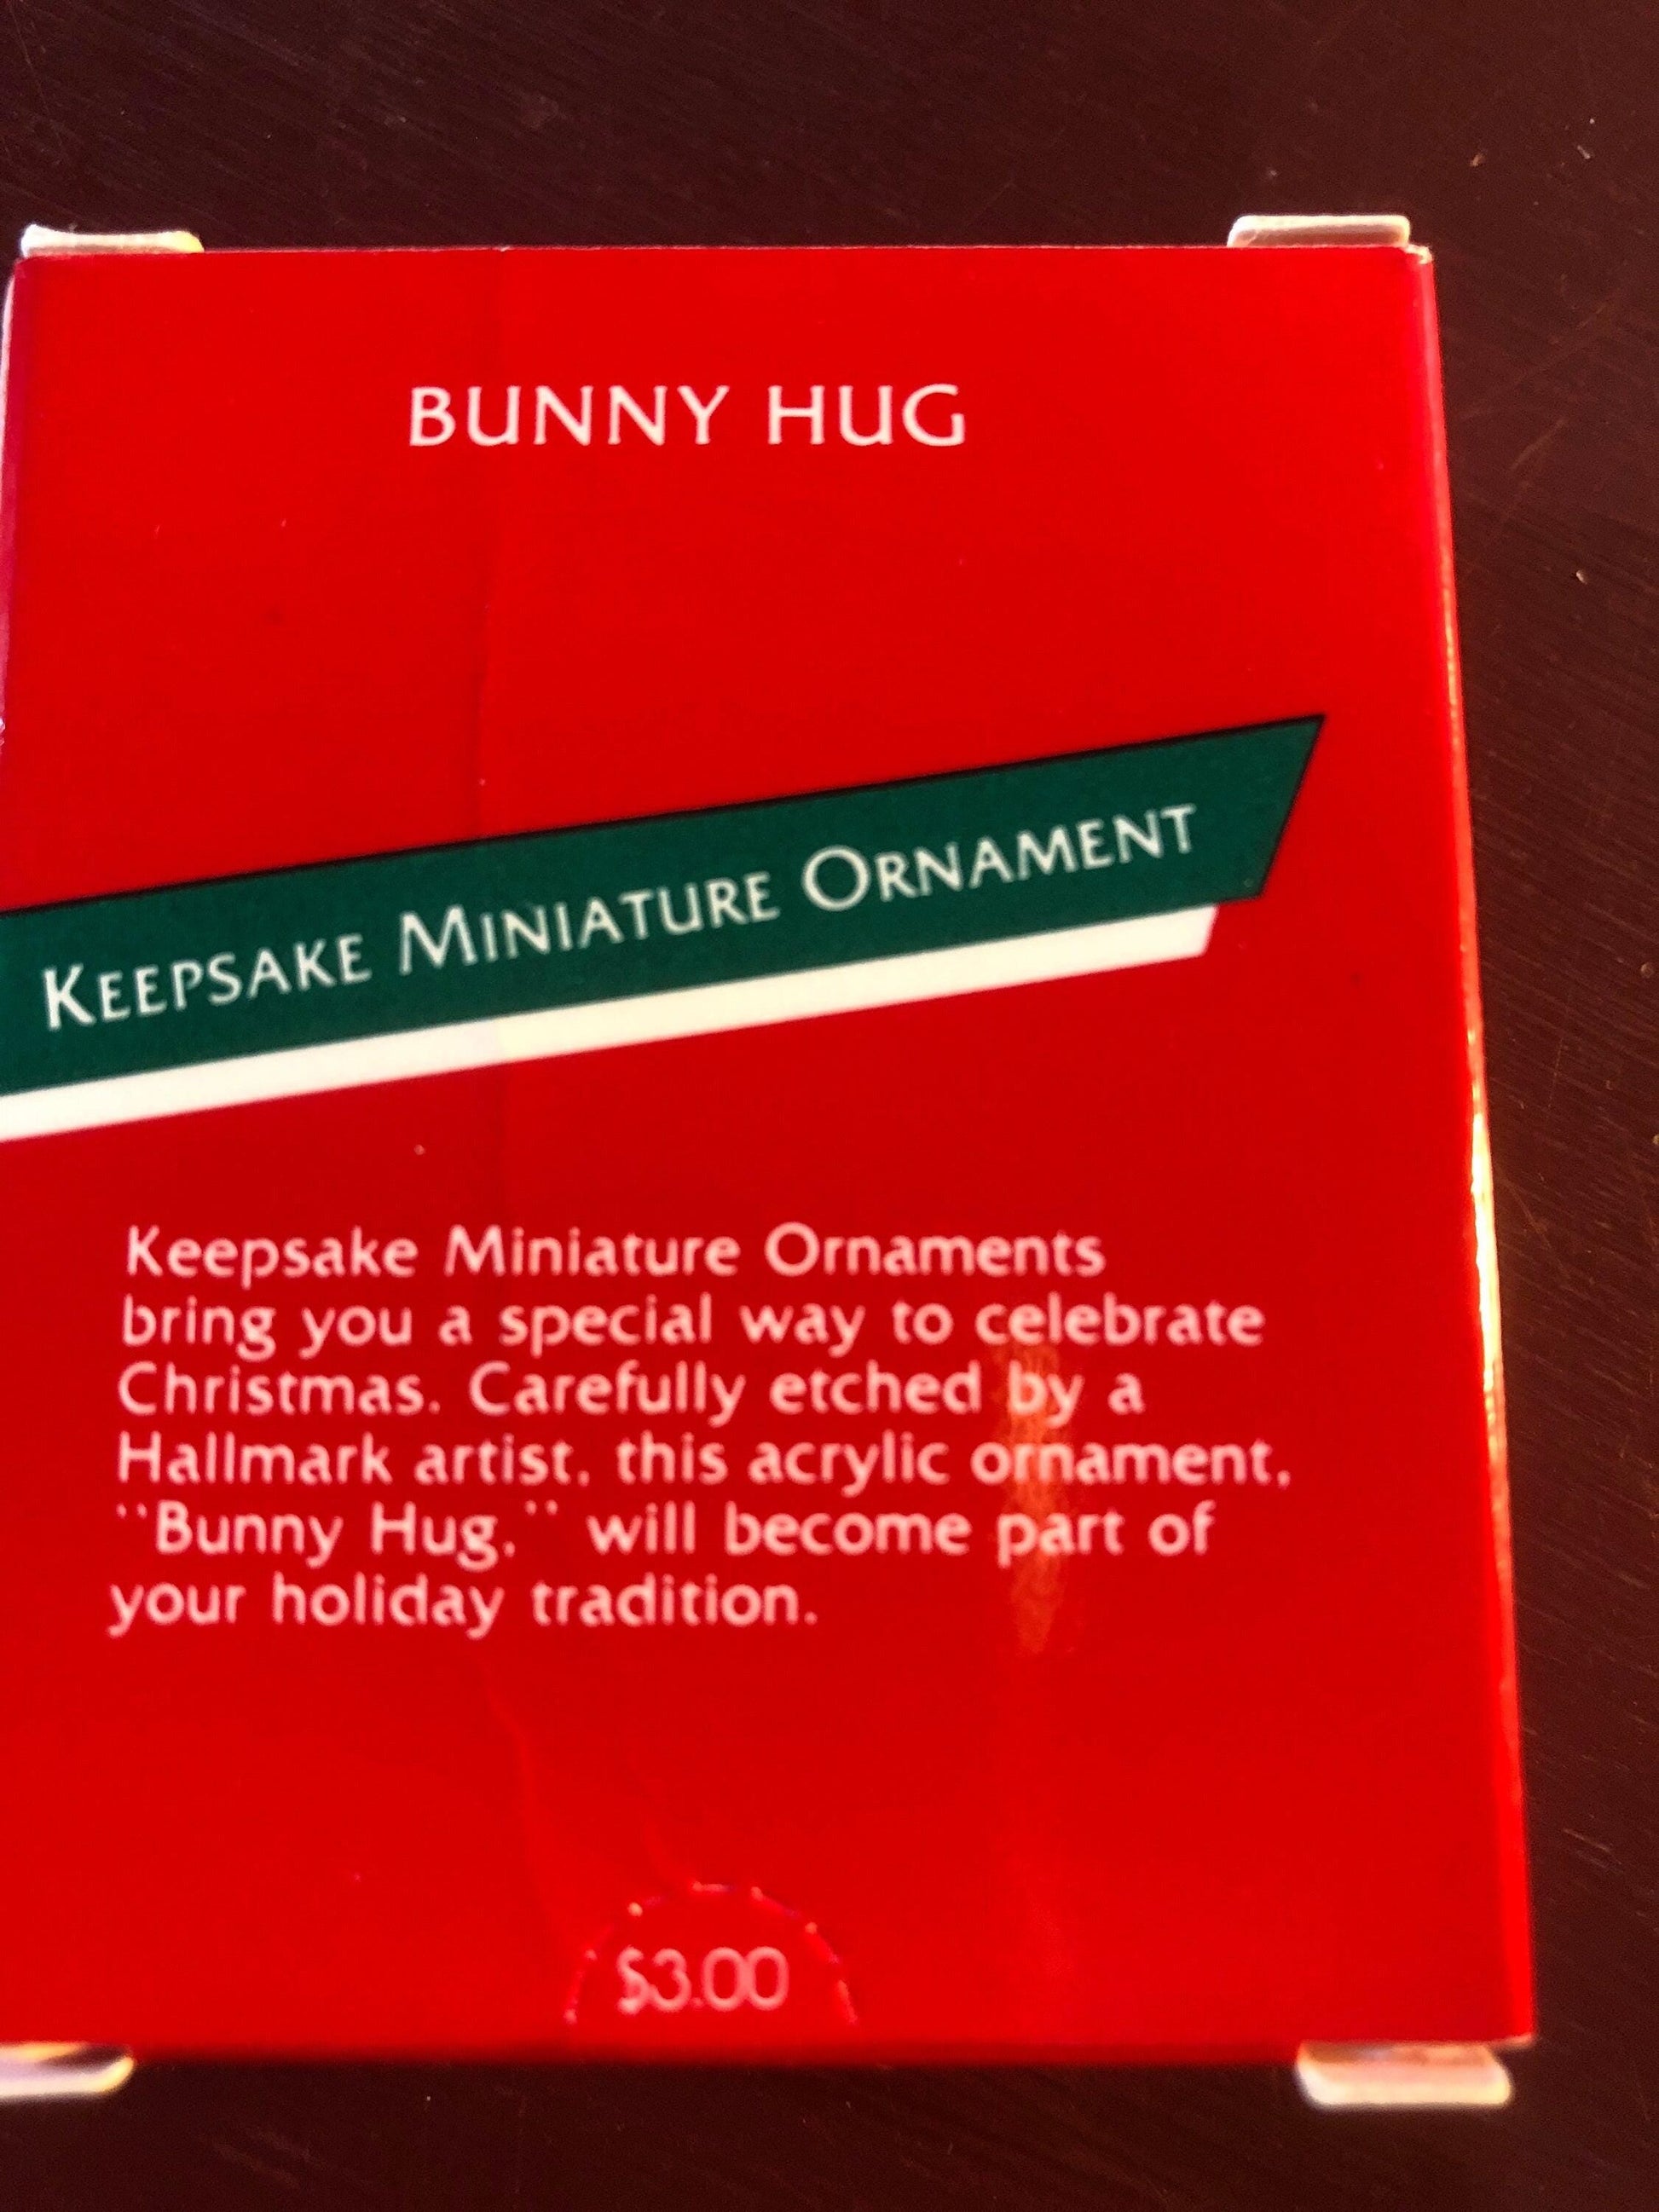 BUNNY HUG
KEEPSAKE MINIATURE ORNAMENT
Keepsake Miniature Ornaments
bring you a special way to celebrate
Christmas. Carefully etched by a
Hallmark artist, this acrylic ornament,
"Bunny Hug," will become part of
your holiday tradition.
$3.00